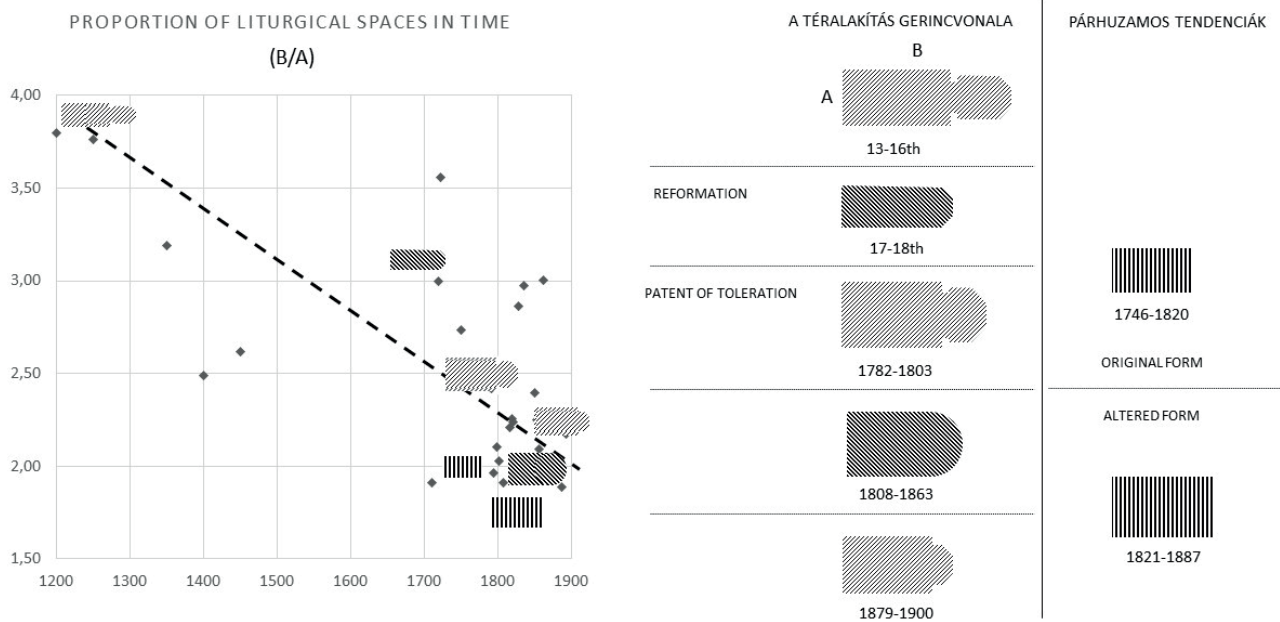 PROPORTION OF LITURGICAL SPACES IN TIME
(B/A)
4,00
3,50
3,00
2,50
2,00
1,50
1200
1300
1400
1500
1600
1700
1800
1900
A TÉRALAKÍTÁS GERINCVONALA
B
A
13-16th
REFORMATION
17-18th
PATENT OF TOLERATION
1782-1803
1808-1863
1879-1900
PÁRHUZAMOS TENDENCIÁK
1746-1820
ORIGINAL FORM
ALTERED FORM
1821-1887